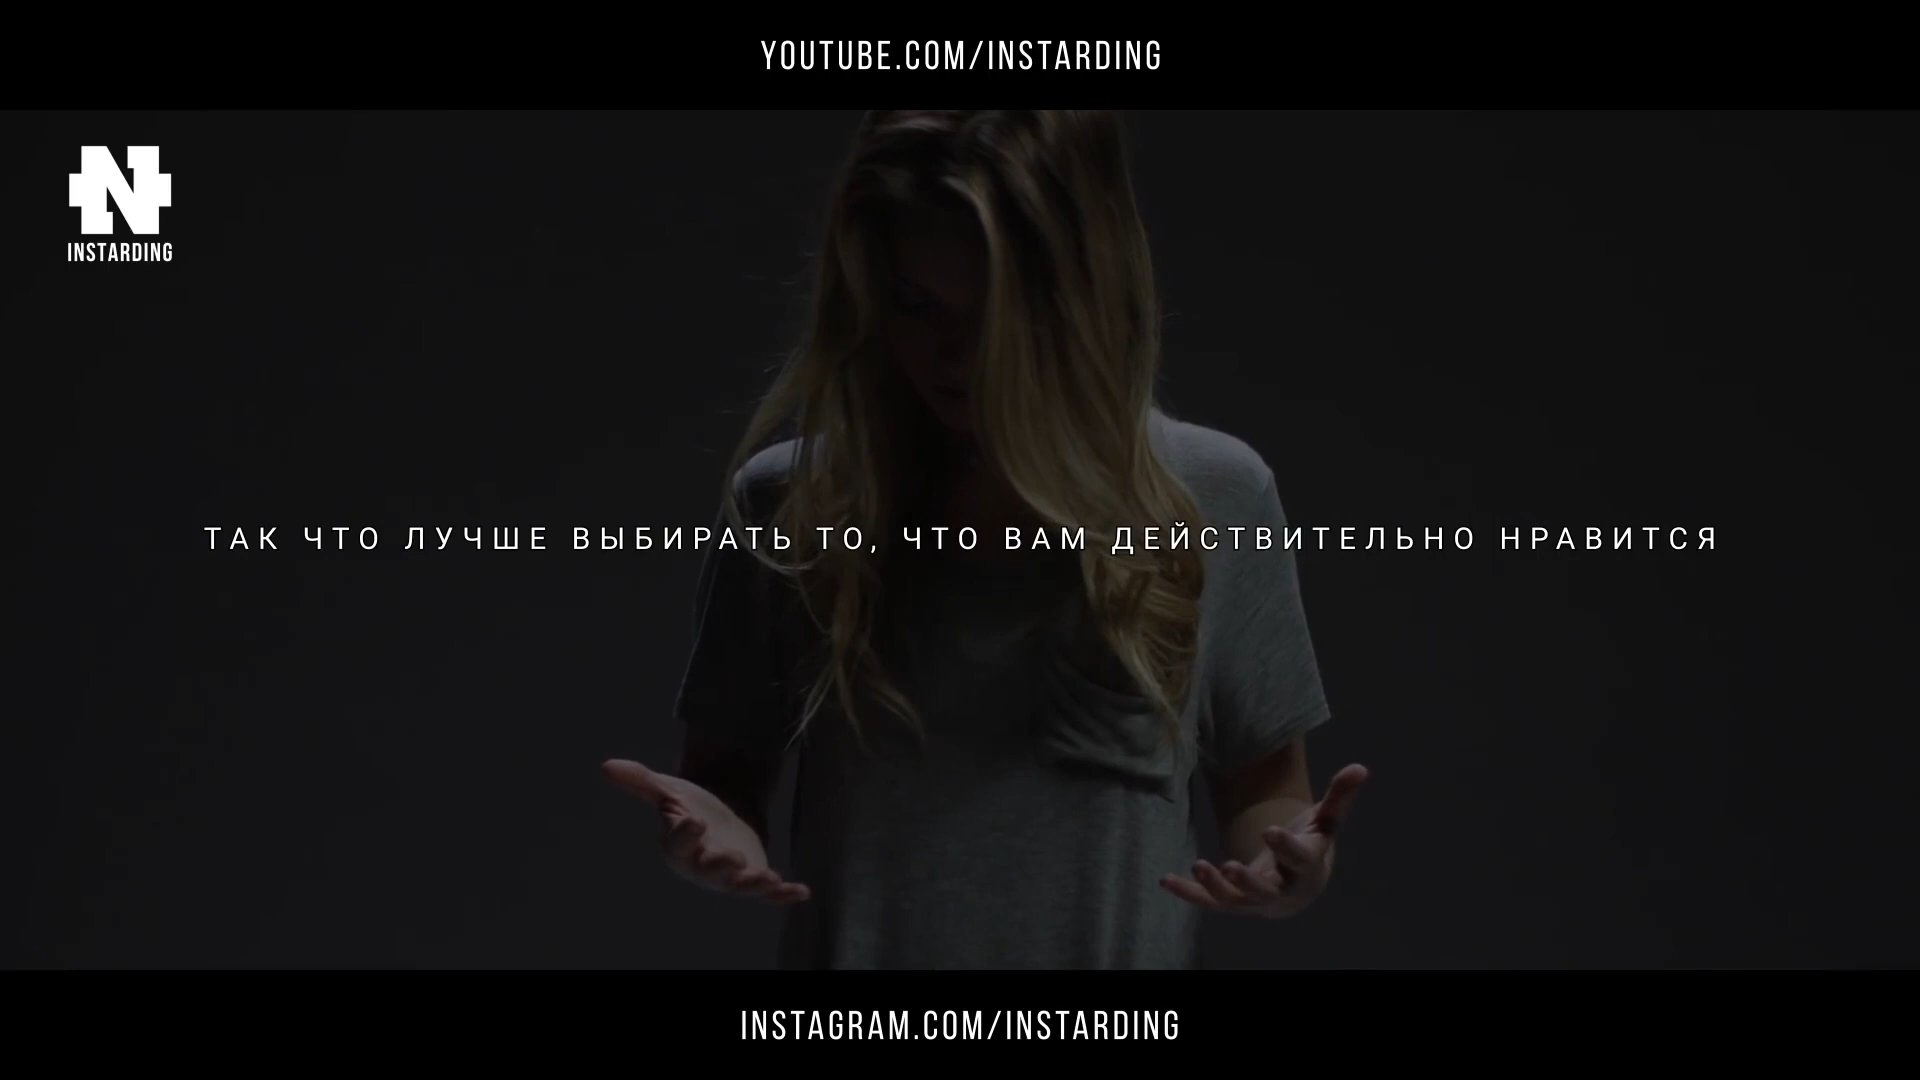 YOUTUBE.COM/INSTARDING
N
INSTARDING
ТАК ЧТО ЛУЧШЕ ВЫБИРАТЬ ТО, ЧТО ВАМ ДЕЙСТВИТЕЛЬНО НРАВИТСЯ
INSTAGRAM.COM/INSTARDING